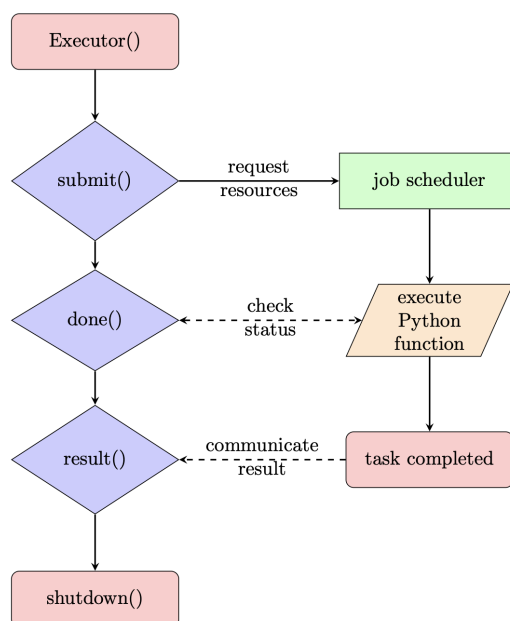 Executor()
submit()
request
resources
job scheduler
done()
check
status
execute
Python
function
result()
communicate
result
task completed
shutdown()